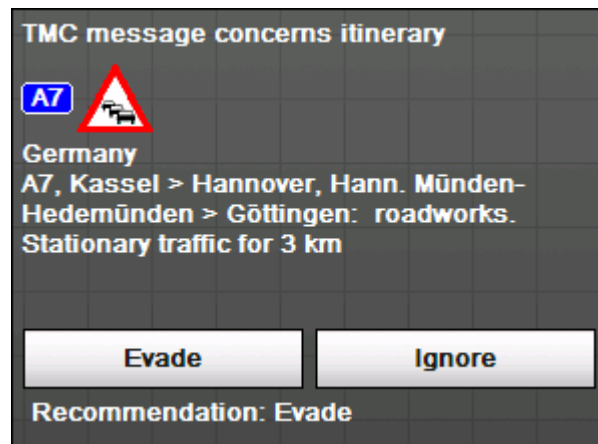 TMC message concerns itinerary
A7
Germany
A7, Kassel > Hannover, Hann. Münden-
Hedemünden > Göttingen:  roadworks.
Stationary traffic for 3 km
Evade
Ignore
Recommendation: Evade